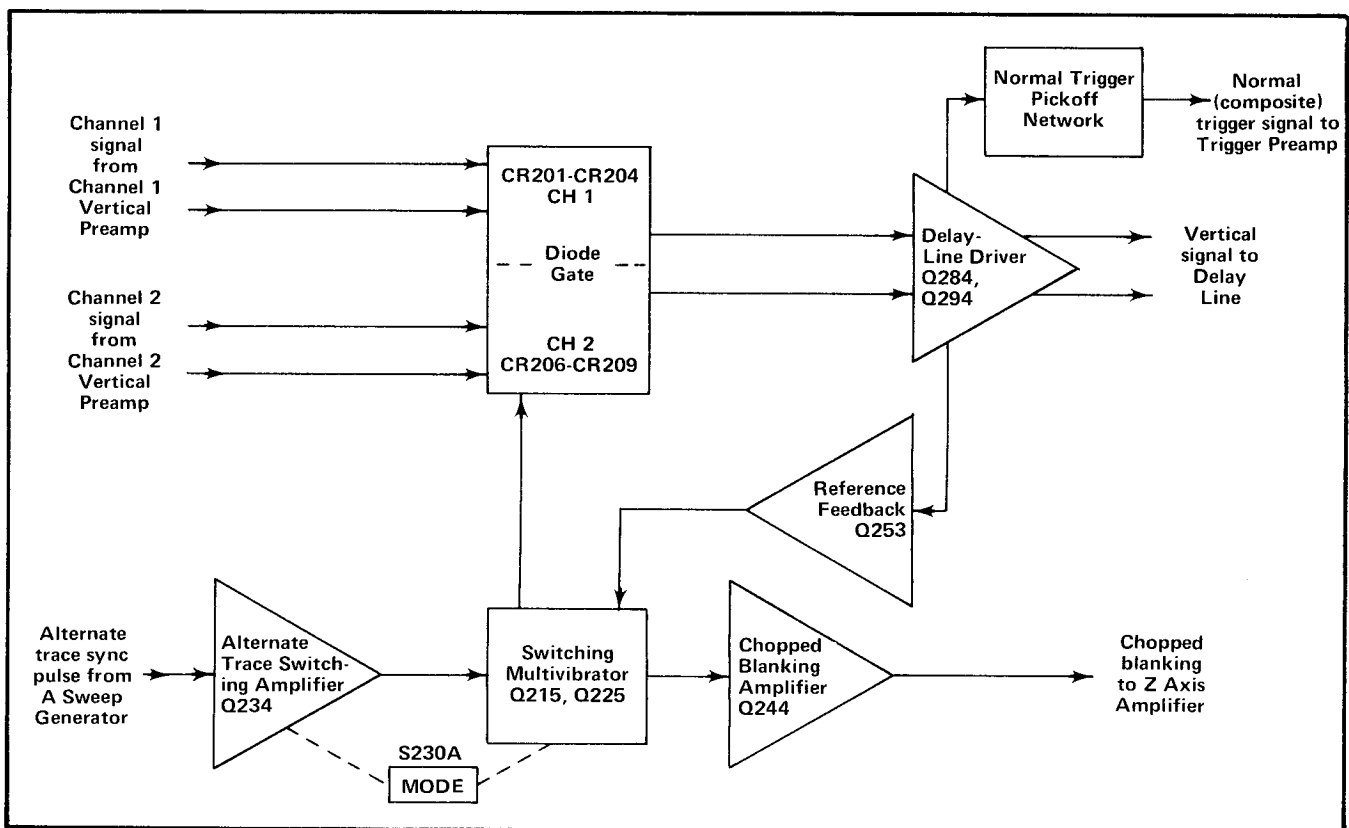 Normal Trigger
Pickoff
Network
Normal
(composite)
trigger signal to
Trigger Preamp
Channel 1
signal
from
Channel 1
Vertical
Preamp
CR201-CR204
CH 1
Diode
Gate
CH 2
CR206-CR209
Delay-
Line Driver
Q284,
Q294
Vertical
signal to
Delay
Line
Channel 2
signal
from
Channel 2
Vertical
Preamp
Reference
Feedback
Q253
Alternate
trace sync
pulse from
A Sweep
Generator
Alternate
Trace Switch-
ing Amplifier
Q234
Switching
Multivibrator
Q215, Q225
Chopped
Blanking
Amplifier
Q244
Chopped
blanking
to Z Axis
Amplifier
S230A
MODE